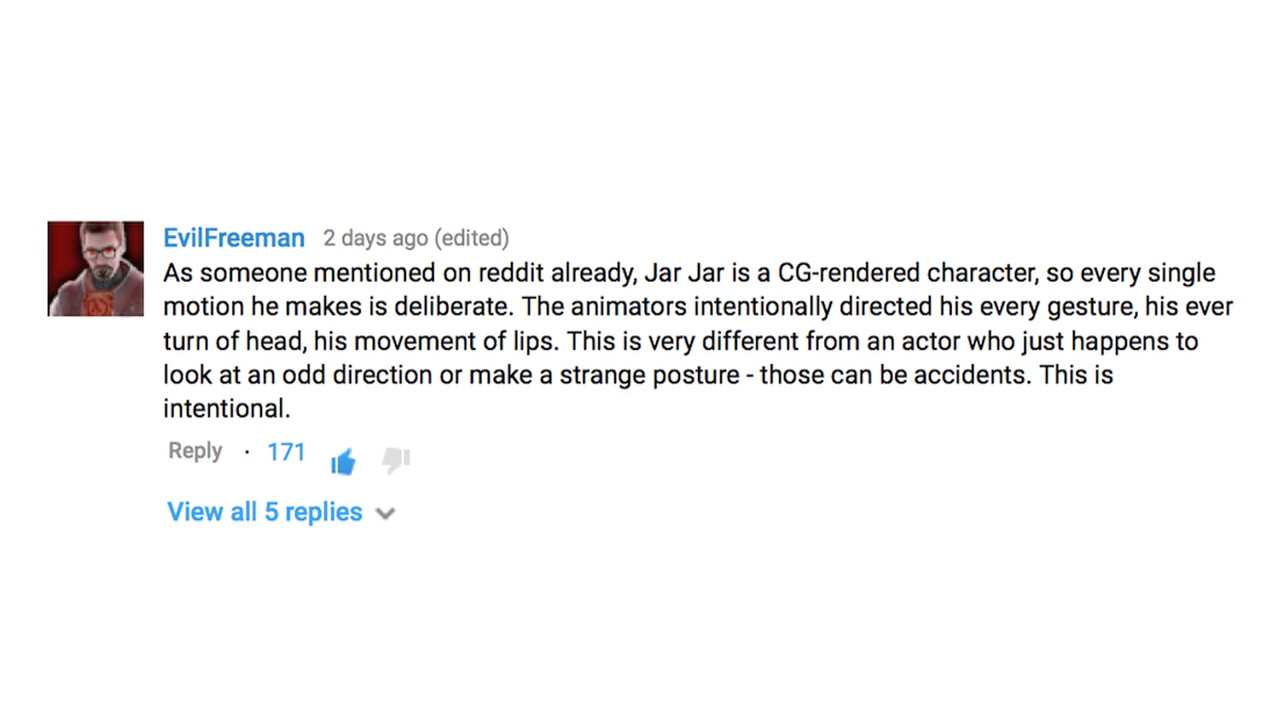 EvilFreeman 2 days ago (edited)
As someone mentioned on reddit already, Jar Jar is a CG-rendered character, so every single
motion he makes is deliberate. The animators intentionally directed his every gesture, his ever
turn of head, his movement of lips. This is very different from an actor who just happens to
look at an odd direction or make a strange posture - those can be accidents. This is
intentional.
Reply · 171
View all 5 replies